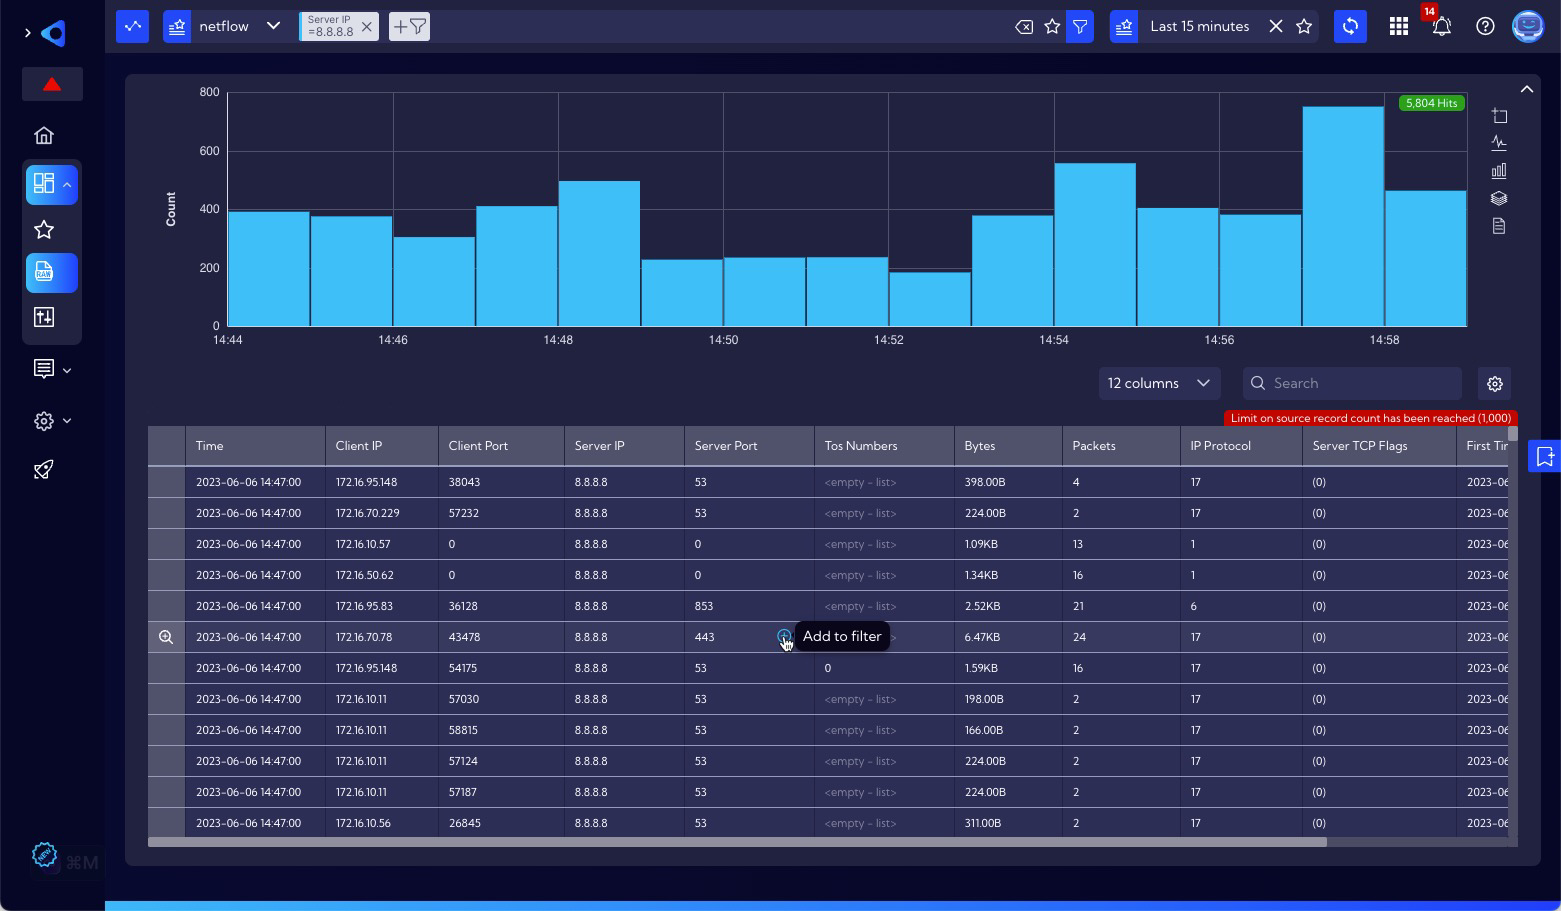 netflow
Server IP
=8.8.8.8
Last 15 minutes
14
800
600
400
200
0
Count
5,804 Hits
14:44 14:46 14:48 14:50 14:52 14:54 14:56 14:58
12 columns
Search
Limit on source record count has been reached (1,000)
Time Client IP Client Port Server IP Server Port Tos Numbers Bytes Packets IP Protocol Server TCP Flags First Tir
2023-06-06 14:47:00 172.16.95.148 38043 8.8.8.8 53 <empty - list> 398.00B 4 17 (0) 2023-06
2023-06-06 14:47:00 172.16.70.229 57232 8.8.8.8 53 <empty - list> 224.00B 2 17 (0) 2023-06
2023-06-06 14:47:00 172.16.10.57 0 8.8.8.8 0 <empty - list> 1.09KB 13 1 (0) 2023-06
2023-06-06 14:47:00 172.16.50.62 0 8.8.8.8 0 <empty - list> 1.34KB 16 1 (0) 2023-06
2023-06-06 14:47:00 172.16.95.83 36128 8.8.8.8 853 <empty - list> 2.52KB 21 6 (0) 2023-06
2023-06-06 14:47:00 172.16.70.78 43478 8.8.8.8 443 Add to filter > 6.47KB 24 17 (0) 2023-06
2023-06-06 14:47:00 172.16.95.148 54175 8.8.8.8 53 0 1.59KB 16 17 (0) 2023-06
2023-06-06 14:47:00 172.16.10.11 57030 8.8.8.8 53 <empty - list> 198.00B 2 17 (0) 2023-06
2023-06-06 14:47:00 172.16.10.11 58815 8.8.8.8 53 <empty - list> 166.00B 2 17 (0) 2023-06
2023-06-06 14:47:00 172.16.10.11 57124 8.8.8.8 53 <empty - list> 224.00B 2 17 (0) 2023-06
2023-06-06 14:47:00 172.16.10.11 57187 8.8.8.8 53 <empty - list> 224.00B 2 17 (0) 2023-06
2023-06-06 14:47:00 172.16.10.56 26845 8.8.8.8 53 <empty - list> 311.00B 2 17 (0) 2023-06
RAW
NEW
⌘M